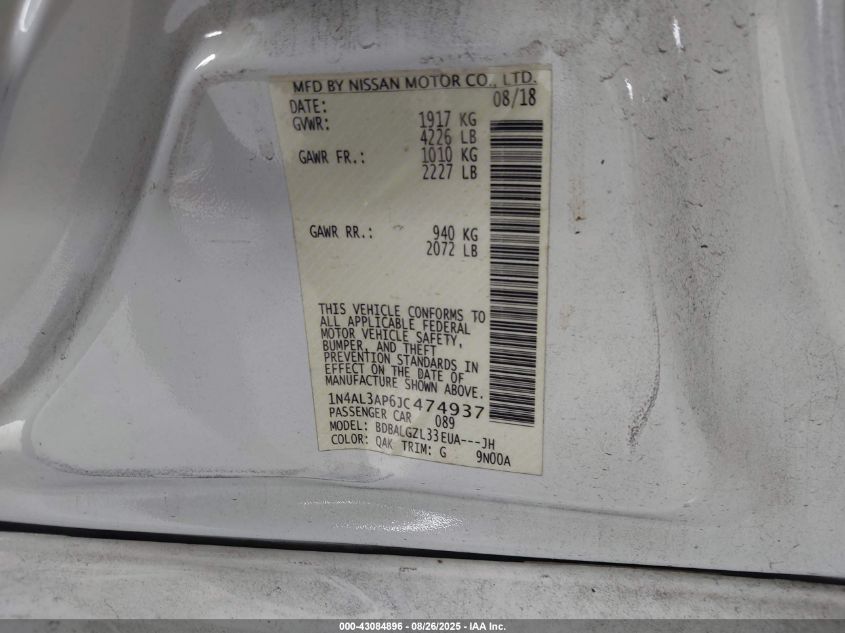 MFD BY NISSAN MOTOR CO., LTD.
DATE: 08/18
GVWR: 1917 KG
4226 LB
GAWR FR.: 1010 KG
2227 LB
GAWR RR.: 940 KG
2072 LB
THIS VEHICLE CONFORMS TO
ALL APPLICABLE FEDERAL
MOTOR VEHICLE SAFETY,
BUMPER, AND THEFT
PREVENTION STANDARDS IN
EFFECT ON THE DATE OF
MANUFACTURE SHOWN ABOVE.
1N4AL3AP6JC474937
PASSENGER CAR 089
MODEL: BDBALGZL33EUA---JH
COLOR: QAK TRIM: G 9N00A
000-43084896 - 08/26/2025 - IAA Inc.